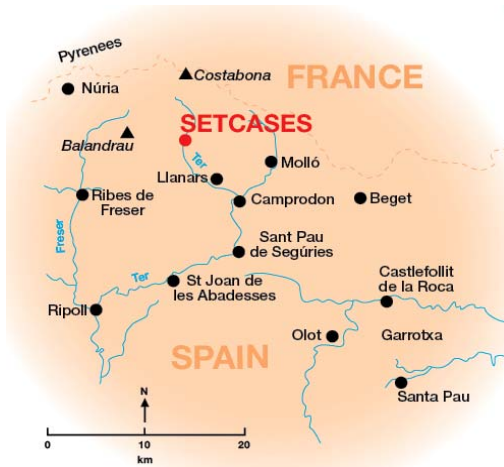 Pyrenees
Costabona
FRANCE
Núria
SETCASES
Balandrau
Ter
Molló
Llanars
Ribes de
Freser
Camprodon
Beget
Freser
Sant Pau
de Segúries
Ter
St Joan de
les Abadesses
Castlefollit
de la Roca
Ripoll
Olot
Garrotxa
SPAIN
Santa Pau
N
0
10
20
km